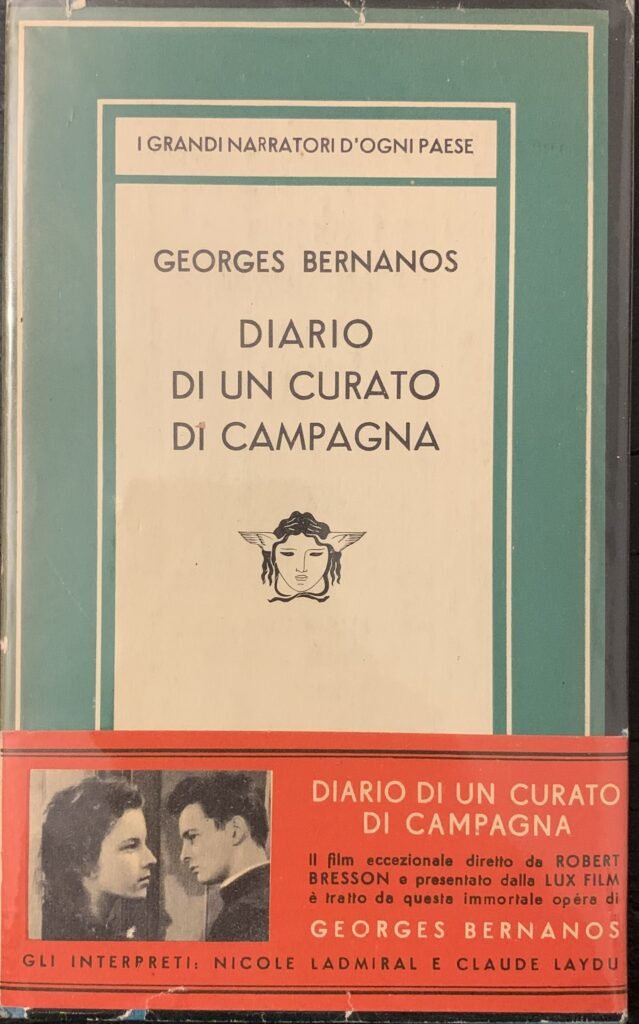 I GRANDI NARRATORI D'OGNI PAESE
GEORGES BERNANOS
DIARIO
DI UN CURATO
DI CAMPAGNA
DIARIO DI UN CURATO
DI CAMPAGNA
Il film eccezionale diretto da ROBERT
BRESSON e presentato dalla LUX FILM
è tratto da questa immortale opéra di
GEORGES BERNANOS
GLI INTERPRETI: NICOLE LADMIRAL E CLAUDE LAYDU